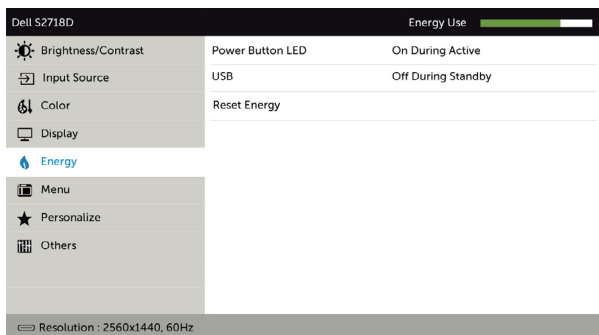 Dell S2718D Energy Use
Brightness/Contrast Power Button LED On During Active
Input Source USB Off During Standby
Color Reset Energy
Display
Energy
Menu
Personalize
Others
Resolution : 2560x1440, 60Hz